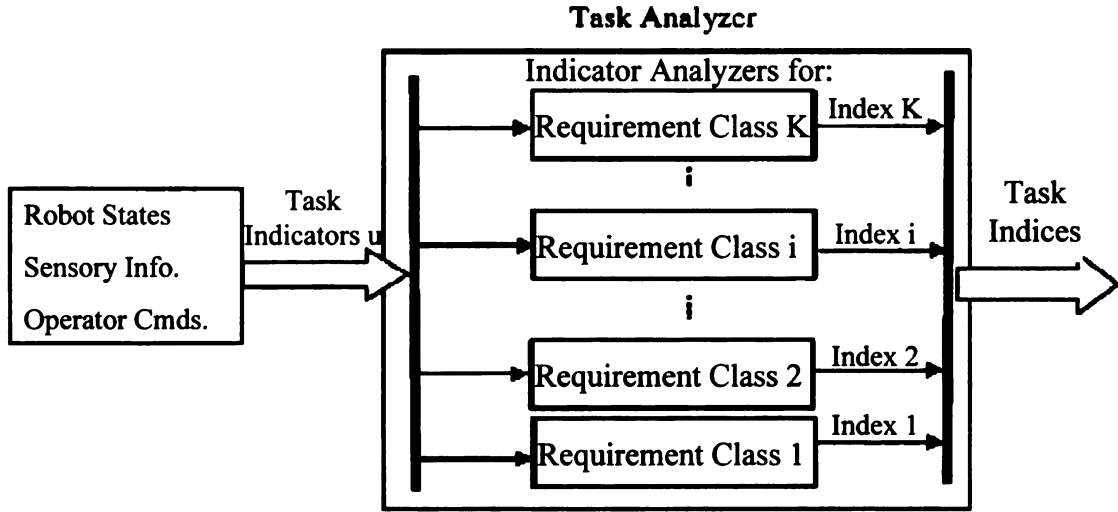 Task Analyzer
Indicator Analyzers for:
Requirement Class K
Index K
Robot States
Sensory Info.
Operator Cmds.
Task
Indicators u
Requirement Class i
Index i
Task
Indices
Requirement Class 2
Index 2
Requirement Class 1
Index 1